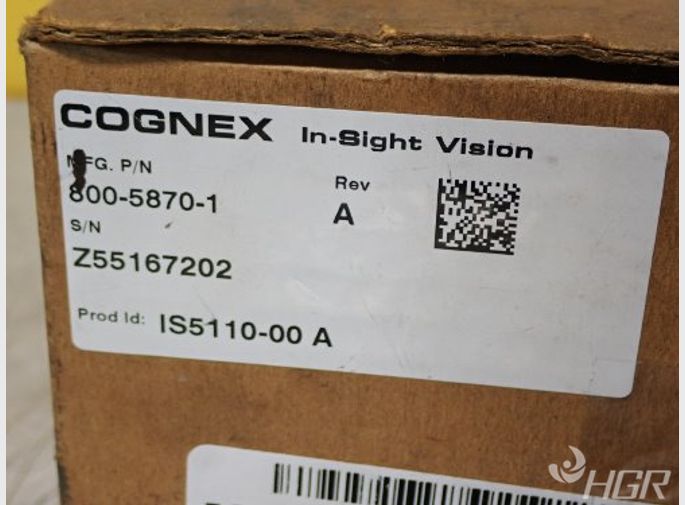 COGNEX In-Sight Vision
MFG. P/N
800-5870-1
Rev
A
S/N
Z55167202
Prod Id: IS5110-00 A
HGR